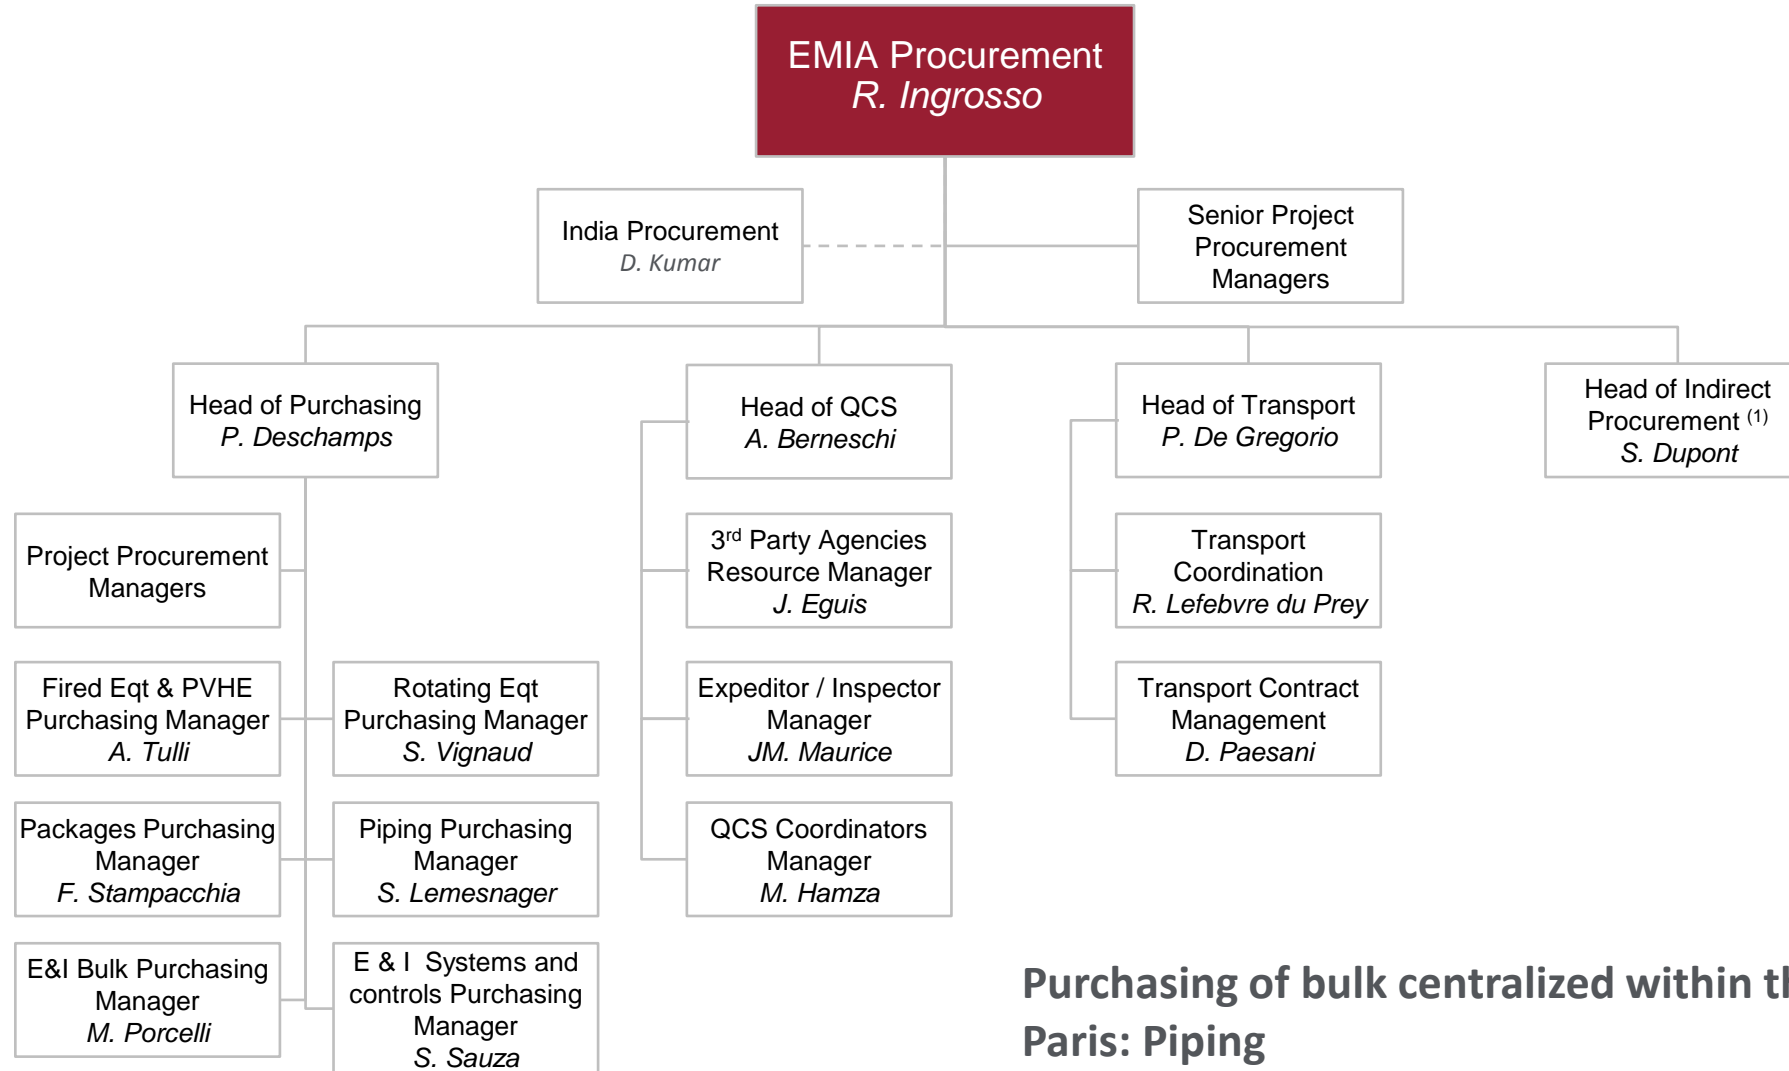 EMIA Procurement
R. Ingrosso
India Procurement
D. Kumar
Senior Project
Procurement
Managers
Head of Purchasing
P. Deschamps
Head of QCS
A. Berneschi
Head of Transport
P. De Gregorio
Head of Indirect
Procurement (1)
S. Dupont
Project Procurement
Managers
3rd Party Agencies
Resource Manager
J. Eguis
Transport
Coordination
R. Lefebvre du Prey
Fired Eqt & PVHE
Purchasing Manager
A. Tulli
Rotating Eqt
Purchasing Manager
S. Vignaud
Expeditor / Inspector
Manager
JM. Maurice
Transport Contract
Management
D. Paesani
Packages Purchasing
Manager
F. Stampacchia
Piping Purchasing
Manager
S. Lemesnager
QCS Coordinators
Manager
M. Hamza
E&I Bulk Purchasing
Manager
M. Porcelli
E & I Systems and
controls Purchasing
Manager
S. Sauza
Purchasing of bulk centralized within
Paris: Piping